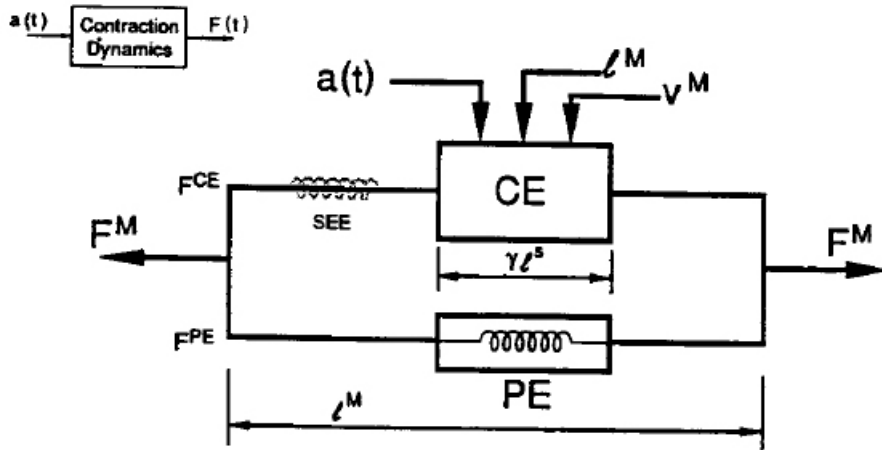 a(t)
Contraction
Dynamics
F(t)
a(t)
ℓᴹ
vᴹ
Fᶜᴱ
CE
SEE
Fᴹ
Fᴹ
γℓˢ
Fᴾᴱ
PE
ℓᴹ